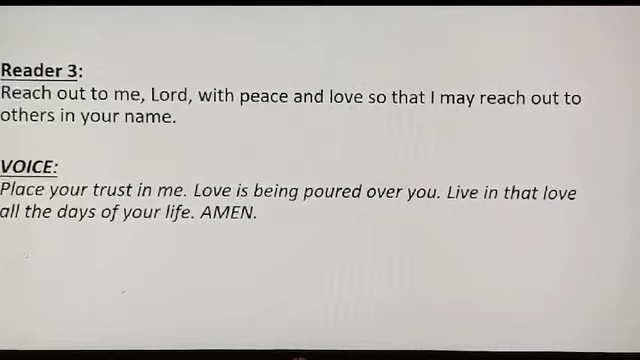 Reader 3:
Reach out to me, Lord, with peace and love so that I may reach out to
others in your name.
VOICE:
Place your trust in me. Love is being poured over you. Live in that love
all the days of your life. AMEN.